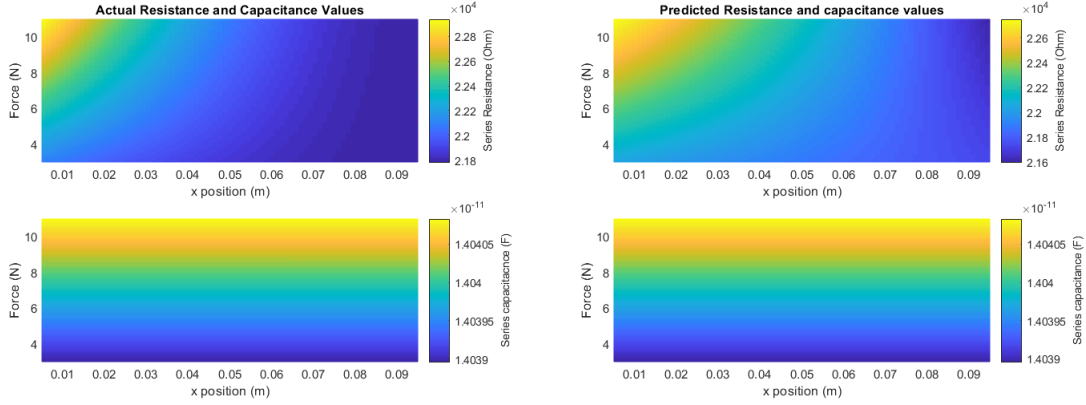 Actual Resistance and Capacitance Values
×10^4
10
8
6
4
Force (N)
0.01 0.02 0.03 0.04 0.05 0.06 0.07 0.08 0.09
x position (m)
2.28
2.26
2.24
2.22
2.2
2.18
Series Resistance (Ohm)
Predicted Resistance and capacitance values
×10^4
10
8
6
4
Force (N)
0.01 0.02 0.03 0.04 0.05 0.06 0.07 0.08 0.09
x position (m)
2.26
2.24
2.22
2.2
2.18
2.16
Series Resistance (Ohm)
×10^-11
10
8
6
4
Force (N)
0.01 0.02 0.03 0.04 0.05 0.06 0.07 0.08 0.09
x position (m)
1.40405
1.404
1.40395
1.4039
Series capacitacnce (F)
×10^-11
10
8
6
4
Force (N)
0.01 0.02 0.03 0.04 0.05 0.06 0.07 0.08 0.09
x position (m)
1.40405
1.404
1.40395
1.4039
Series capacitance (F)